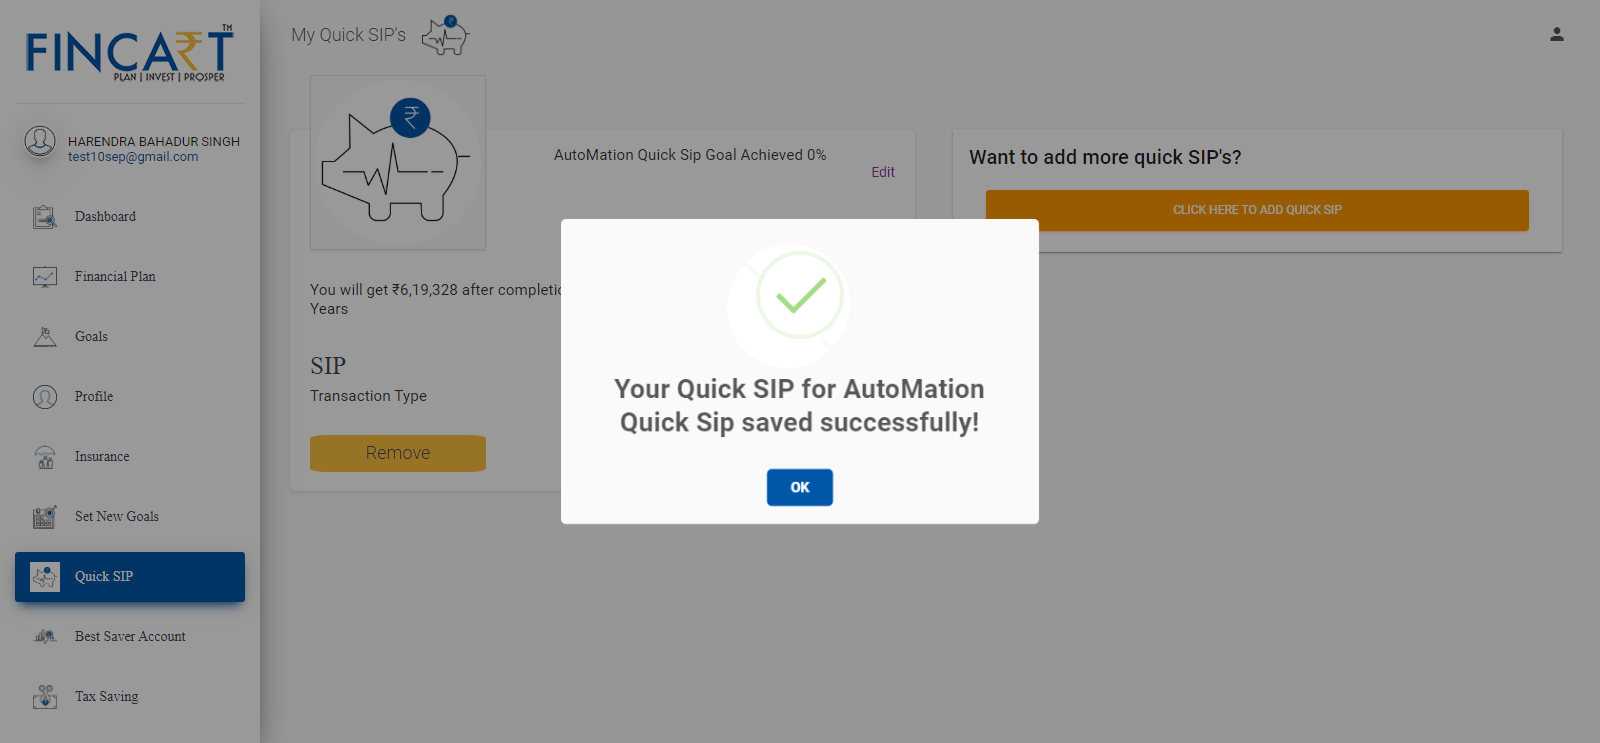 FINCART
TM
PLAN | INVEST | PROSPER
HARENDRA BAHADUR SINGH
test10sep@gmail.com
Dashboard
Financial Plan
Goals
Profile
Insurance
Set New Goals
Quick SIP
Best Saver Account
Tax Saving
My Quick SIP's
₹
₹
AutoMation Quick Sip Goal Achieved 0%
Edit
You will get ₹6,19,328 after
Years
SIP
Transaction Type
Remove
Want to add more quick SIP's?
CLICK HERE TO ADD QUICK SIP
Your Quick SIP for AutoMation
Quick Sip saved successfully!
OK